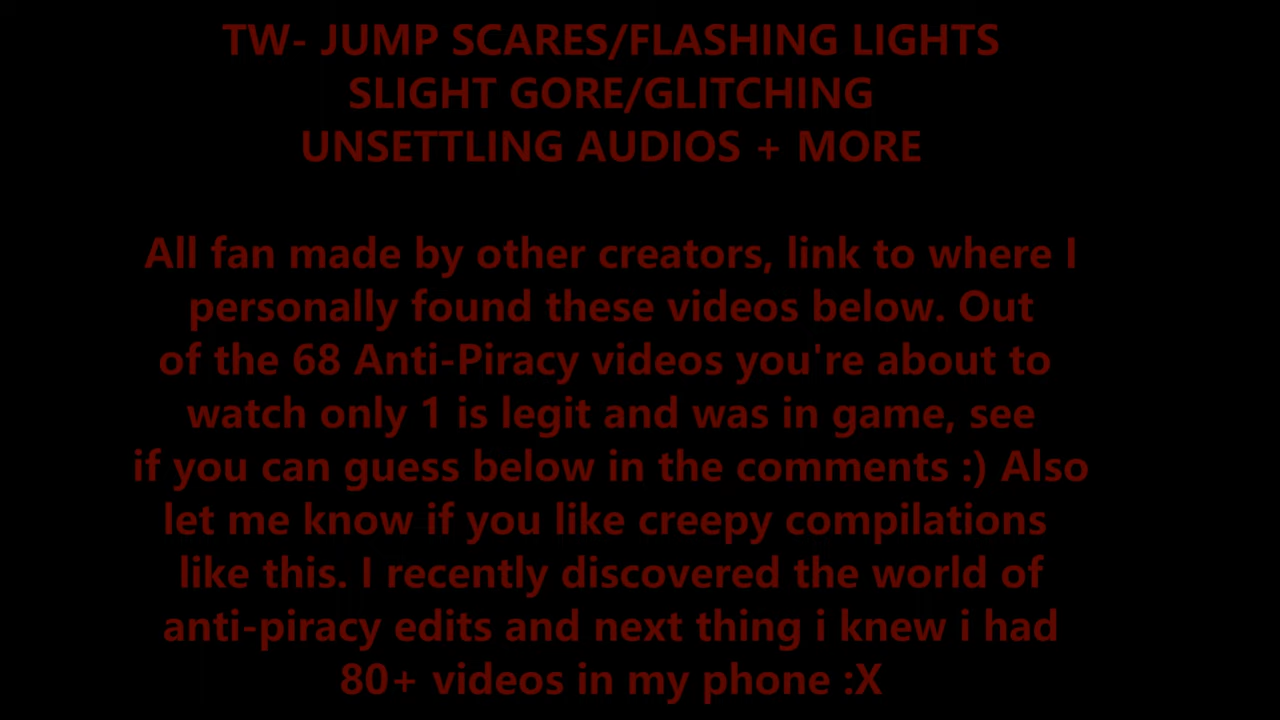 TW- JUMP SCARES/FLASHING LIGHTS
SLIGHT GORE/GLITCHING
UNSETTLING AUDIOS + MORE
All fan made by other creators, link to where I
personally found these videos below. Out
of the 68 Anti-Piracy videos you're about to
watch only 1 is legit and was in game, see
if you can guess below in the comments :) Also
let me know if you like creepy compilations
like this. I recently discovered the world of
anti-piracy edits and next thing i knew i had
80+ videos in my phone :X